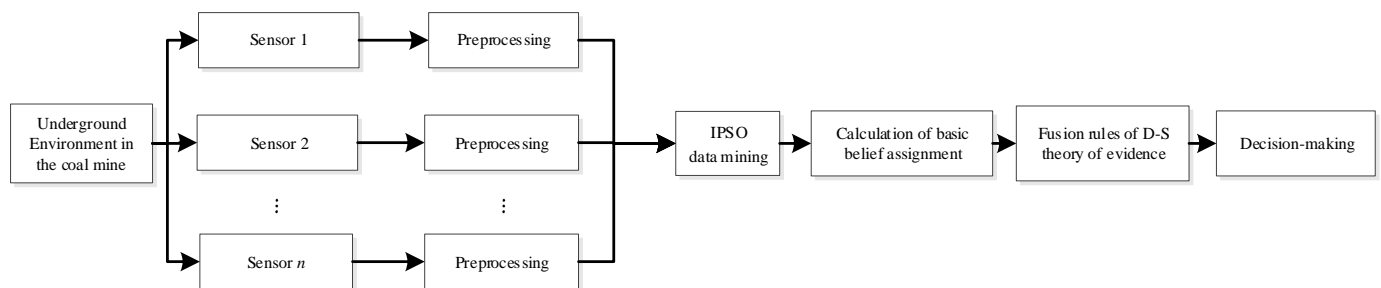 Underground
Environment in
the coal mine
Sensor 1
Preprocessing
Sensor 2
Preprocessing
⋮
⋮
Sensor n
Preprocessing
IPSO
data mining
Calculation of basic
belief assignment
Fusion rules of D-S
theory of evidence
Decision-making